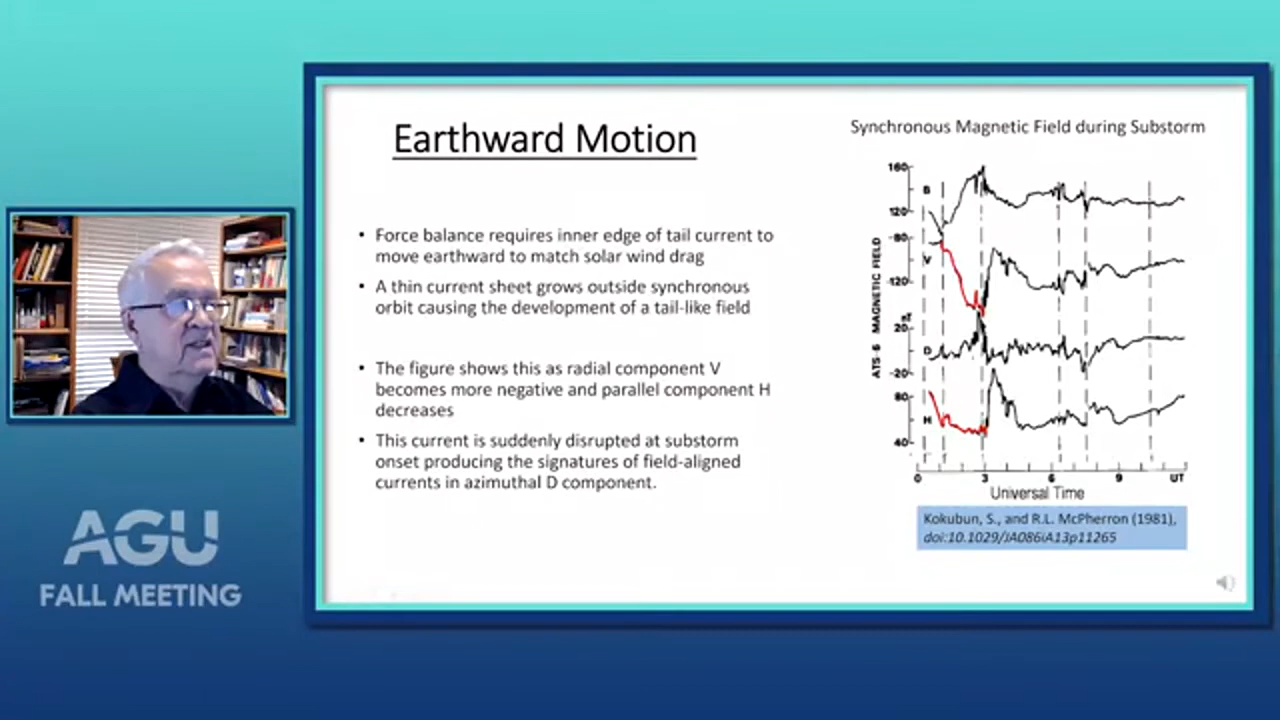 Earthward Motion
• Force balance requires inner edge of tail current to
move earthward to match solar wind drag
• A thin current sheet grows outside synchronous
orbit causing the development of a tail-like field
• The figure shows this as radial component V
becomes more negative and parallel component H
decreases
• This current is suddenly disrupted at substorm
onset producing the signatures of field-aligned
currents in azimuthal D component.
Synchronous Magnetic Field during Substorm
ATS-6 MAGNETIC FIELD
160
B
120
-80
V
-120
20
D
-20
80
H
40
0 3 6 9 UT
Universal Time
Kokubun, S., and R.L. McPherron (1981),
doi:10.1029/JA086iA13p11265
AGU
FALL MEETING